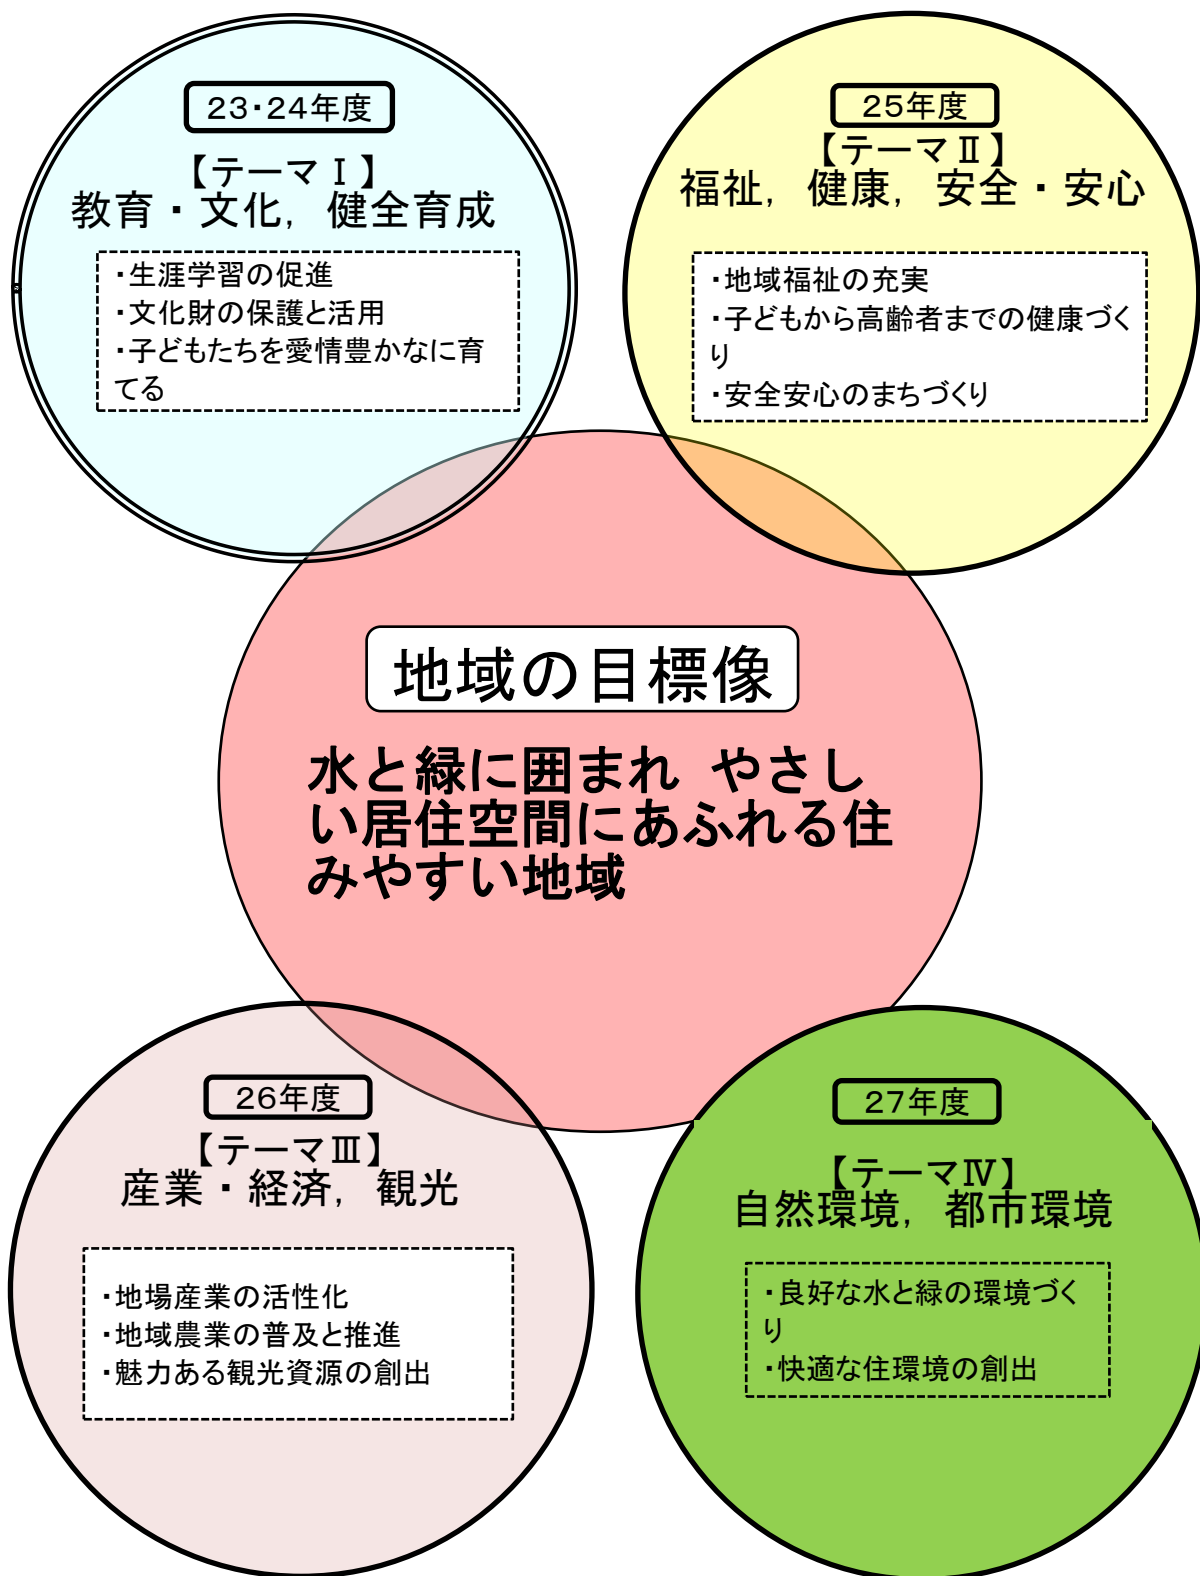 23・24年度
【テーマⅠ】
教育・文化，健全育成
・生涯学習の促進
・文化財の保護と活用
・子どもたちを愛情豊かなに育
てる
25年度
【テーマⅡ】
福祉，健康，安全・安心
・地域福祉の充実
・子どもから高齢者までの健康づく
り
・安全安心のまちづくり
地域の目標像
水と緑に囲まれ やさし
い居住空間にあふれる住
みやすい地域
26年度
【テーマⅢ】
産業・経済，観光
・地場産業の活性化
・地域農業の普及と推進
・魅力ある観光資源の創出
27年度
【テーマⅣ】
自然環境，都市環境
・良好な水と緑の環境づく
り
・快適な住環境の創出